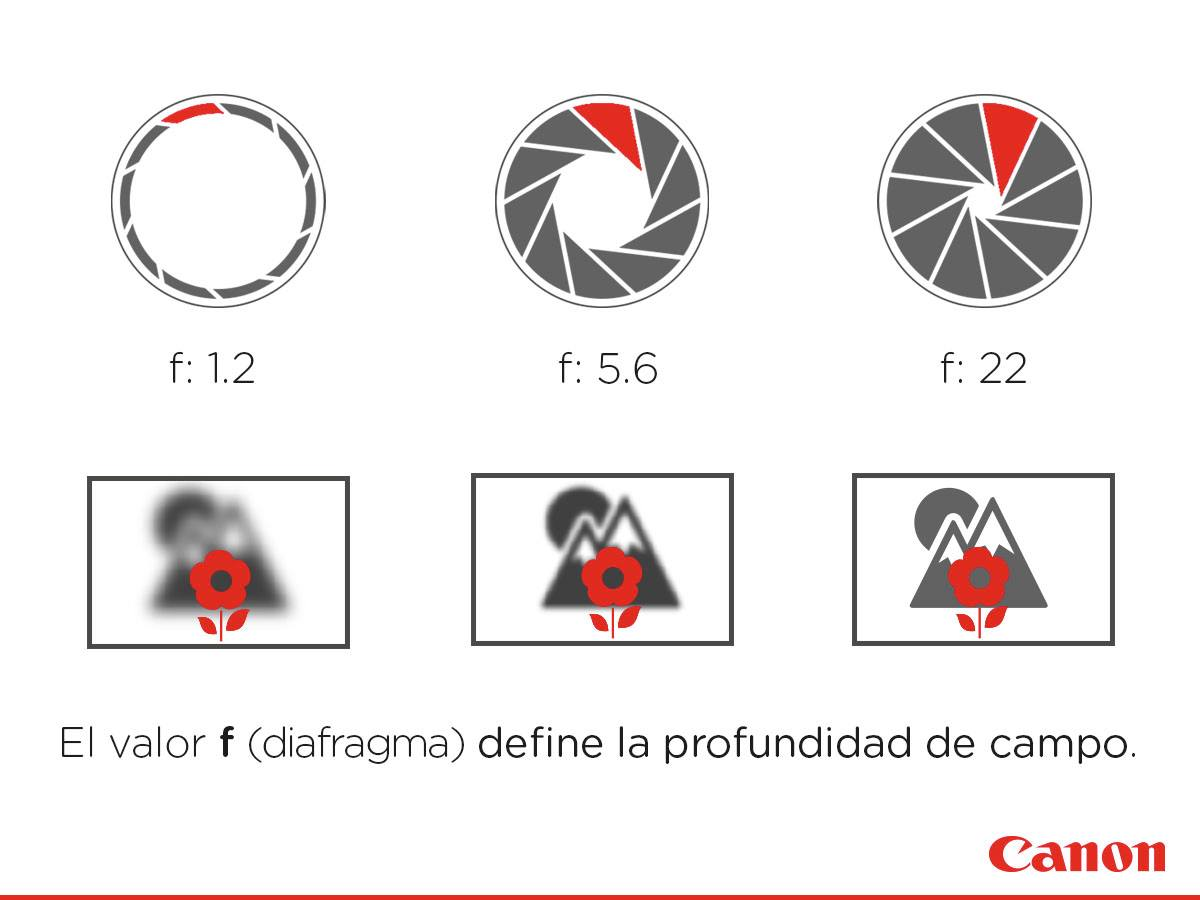 f: 1.2
f: 5.6
f: 22
El valor f (diafragma) define la profundidad de campo.
Canon